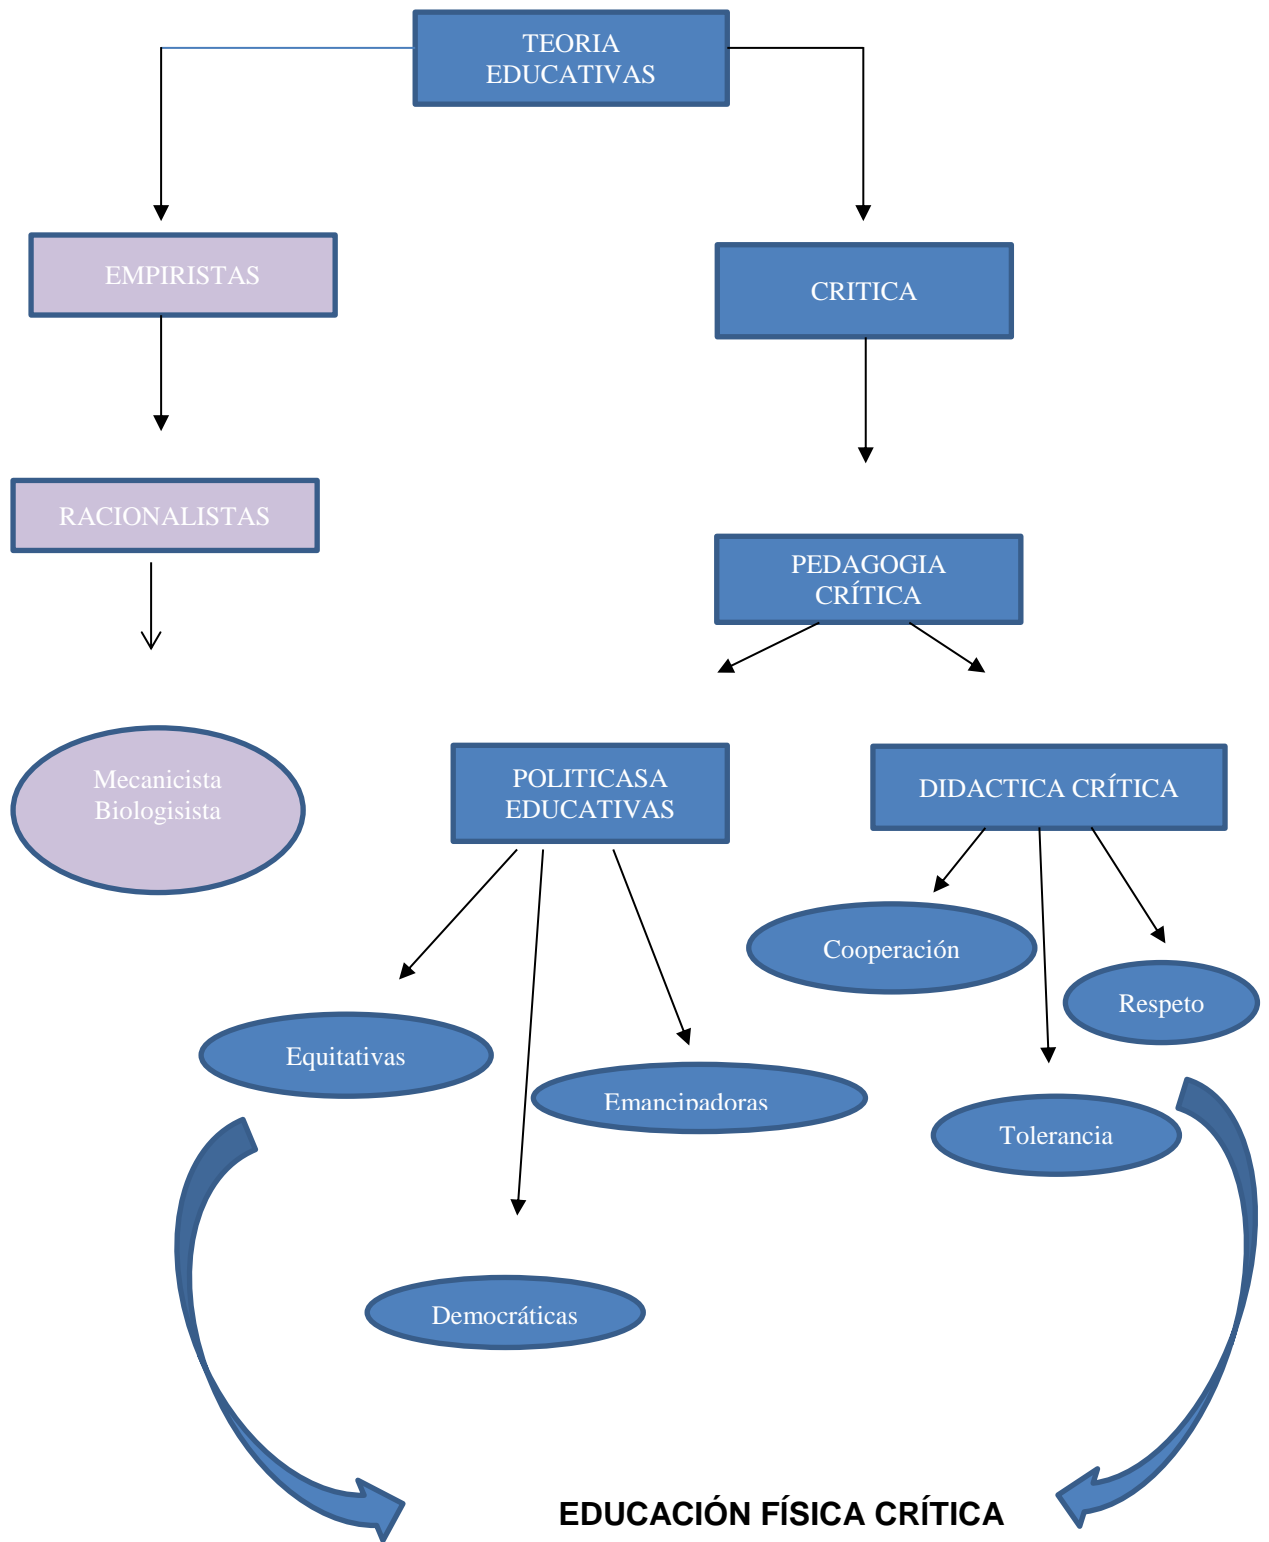 TEORIA
EDUCATIVAS
EMPIRISTAS
CRITICA
RACIONALISTAS
PEDAGOGIA
CRÍTICA
Mecanicista
Biologisista
POLITICASA
EDUCATIVAS
DIDACTICA CRÍTICA
Cooperación
Respeto
Equitativas
Emancipadoras
Tolerancia
Democráticas
EDUCACIÓN FÍSICA CRÍTICA